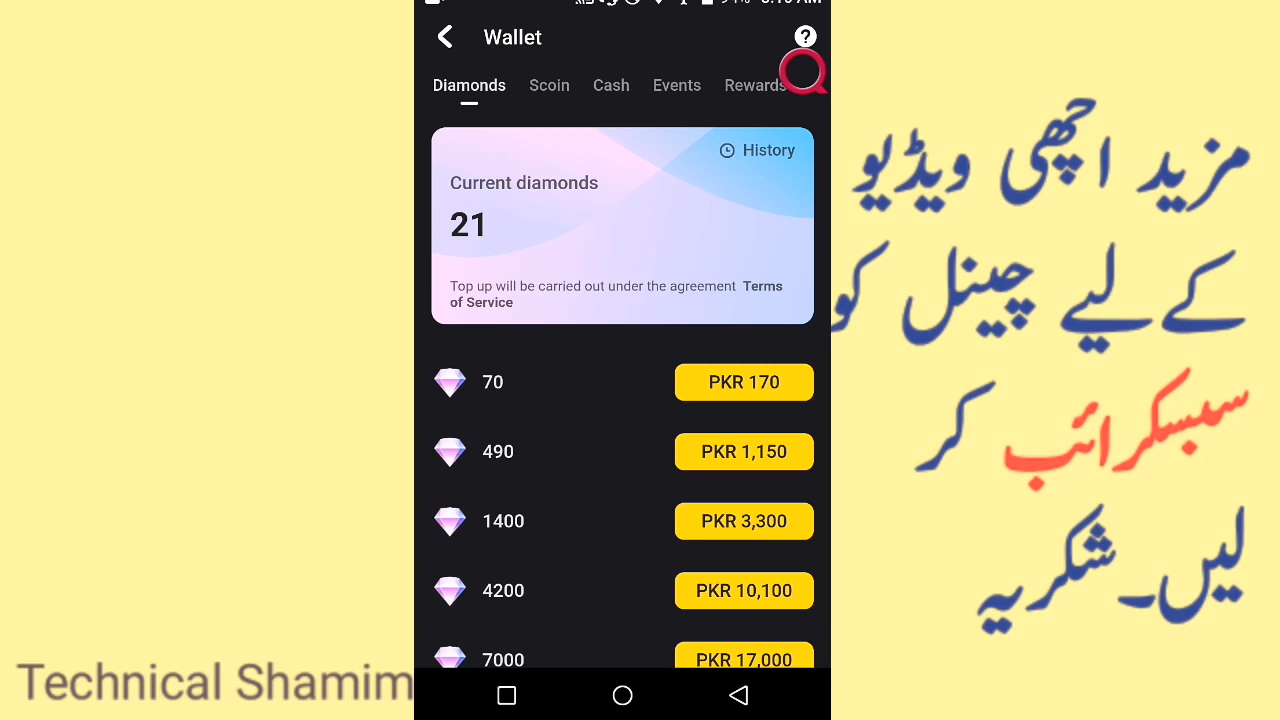 Wallet
?
Diamonds Scoin Cash Events Rewards
History
Current diamonds
21
Top up will be carried out under the agreement Terms
of Service
70 PKR 170
490 PKR 1,150
1400 PKR 3,300
4200 PKR 10,100
7000 PKR 17,000
مزید اچھی ویڈیو
کے لیے چینل کو
سبسکرائب کر
لیں۔ شکریہ
Technical Shamim